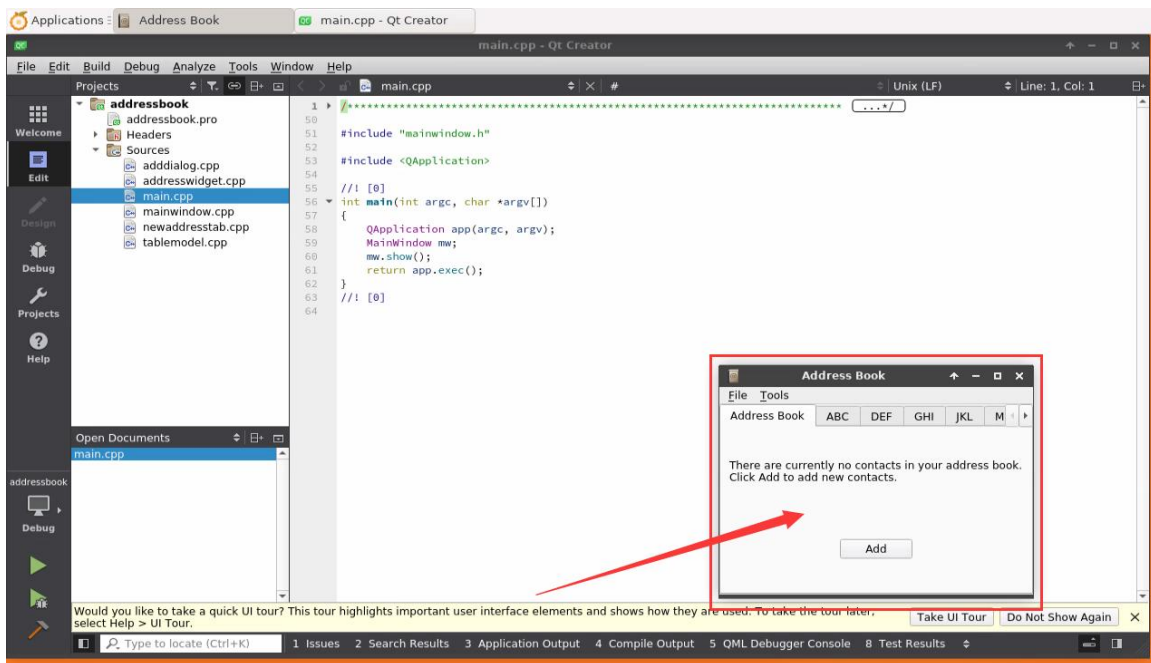 Applications Address Book main.cpp - Qt Creator
main.cpp - Qt Creator
File Edit Build Debug Analyze Tools Window Help
Projects main.cpp # Unix (LF) Line: 1, Col: 1
Welcome
Edit
Design
Debug
Projects
Help
addressbook
Debug
addressbook
addressbook.pro
Headers
Sources
adddialog.cpp
addresswidget.cpp
main.cpp
mainwindow.cpp
newaddresstab.cpp
tablemodel.cpp
Open Documents
main.cpp
1 /**************************************************************************** ...*/
50
51 #include "mainwindow.h"
52
53 #include <QApplication>
54
55 //! [0]
56 int main(int argc, char *argv[])
57 {
58 QApplication app(argc, argv);
59 MainWindow mw;
60 mw.show();
61 return app.exec();
62 }
63 //! [0]
64
Address Book
File Tools
Address Book ABC DEF GHI JKL M
There are currently no contacts in your address book.
Click Add to add new contacts.
Add
Would you like to take a quick UI tour? This tour highlights important user interface elements and shows how they are used. To take the tour later,
select Help > UI Tour.
Take UI Tour Do Not Show Again
Type to locate (Ctrl+K) 1 Issues 2 Search Results 3 Application Output 4 Compile Output 5 QML Debugger Console 8 Test Results